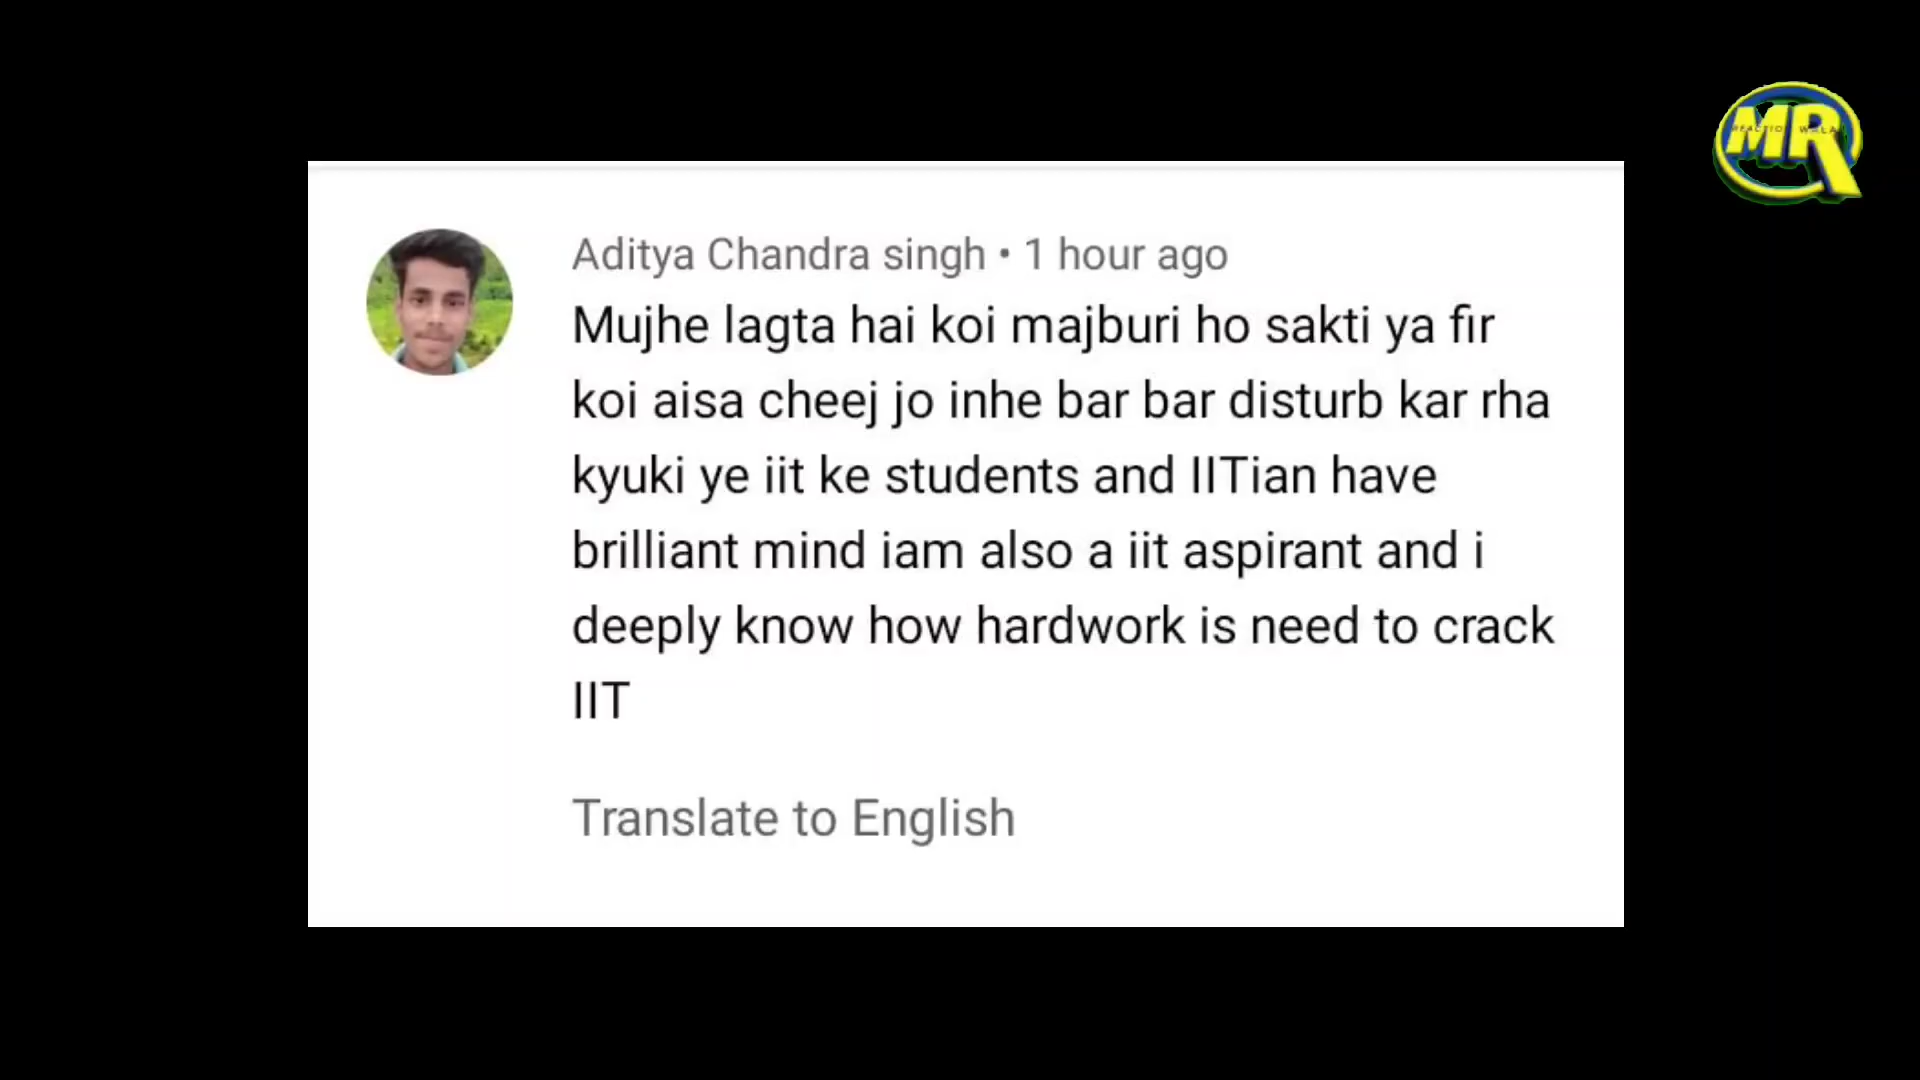 MR
REACTION WALA
Aditya Chandra singh • 1 hour ago
Mujhe lagta hai koi majburi ho sakti ya fir
koi aisa cheej jo inhe bar bar disturb kar rha
kyuki ye iit ke students and IITian have
brilliant mind iam also a iit aspirant and i
deeply know how hardwork is need to crack
IIT
Translate to English